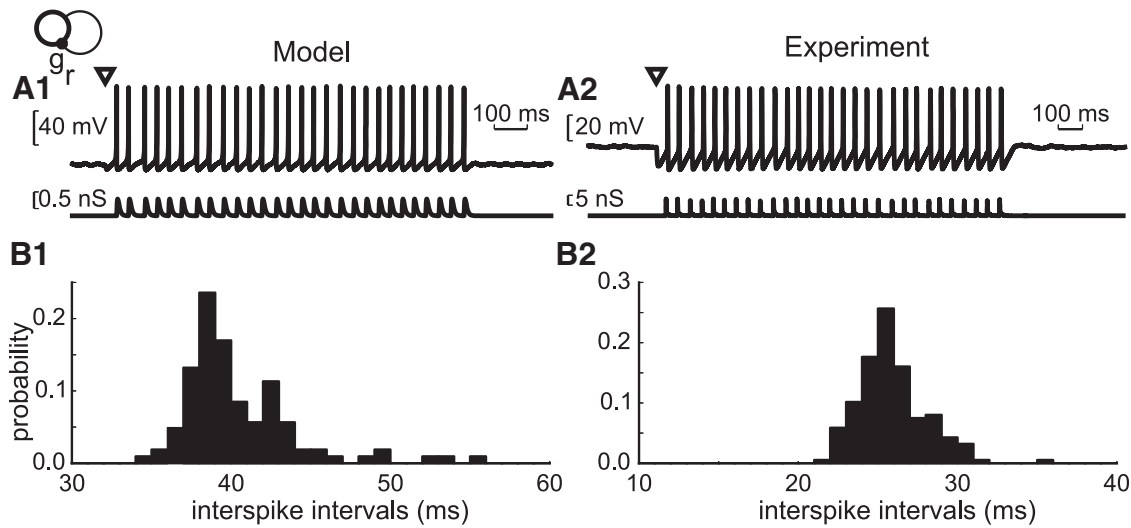 g r
Model
Experiment
A1
40 mV
100 ms
0.5 nS
A2
20 mV
100 ms
5 nS
B1
probability
0.2
0.1
0.0
30 40 50 60
interspike intervals (ms)
B2
0.3
0.2
0.1
0.0
10 20 30 40
interspike intervals (ms)